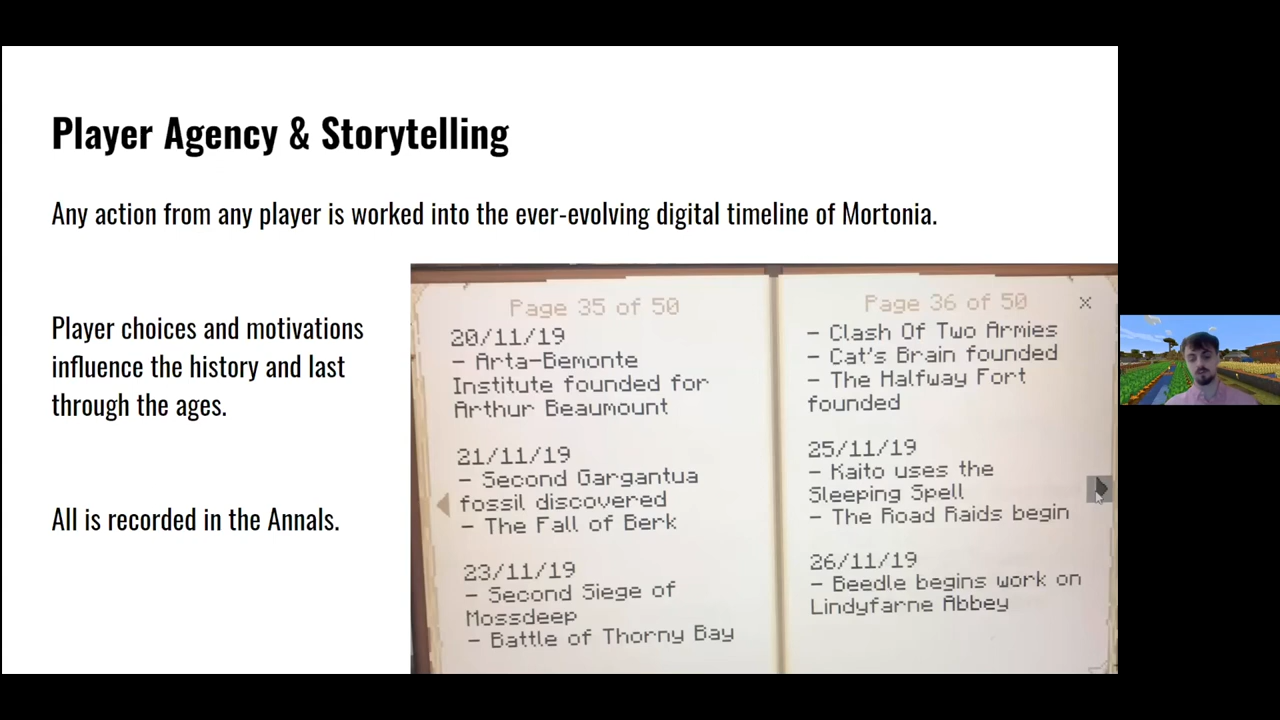 Player Agency & Storytelling
Any action from any player is worked into the ever-evolving digital timeline of Mortonia.
Player choices and motivations
influence the history and last
through the ages.
All is recorded in the Annals.
Page 35 of 50
20/11/19
- Arta-Bemonte
Institute founded for
Arthur Beaumount
21/11/19
- Second Gargantua
fossil discovered
- The Fall of Berk
23/11/19
- Second Siege of
Mossdeep
- Battle of Thorny Bay
Page 36 of 50
- Clash Of Two Armies
- Cat's Brain founded
- The Halfway Fort
founded
25/11/19
- Kaito uses the
Sleeping Spell
- The Road Raids begin
26/11/19
- Beedle begins work on
Lindyfarne Abbey